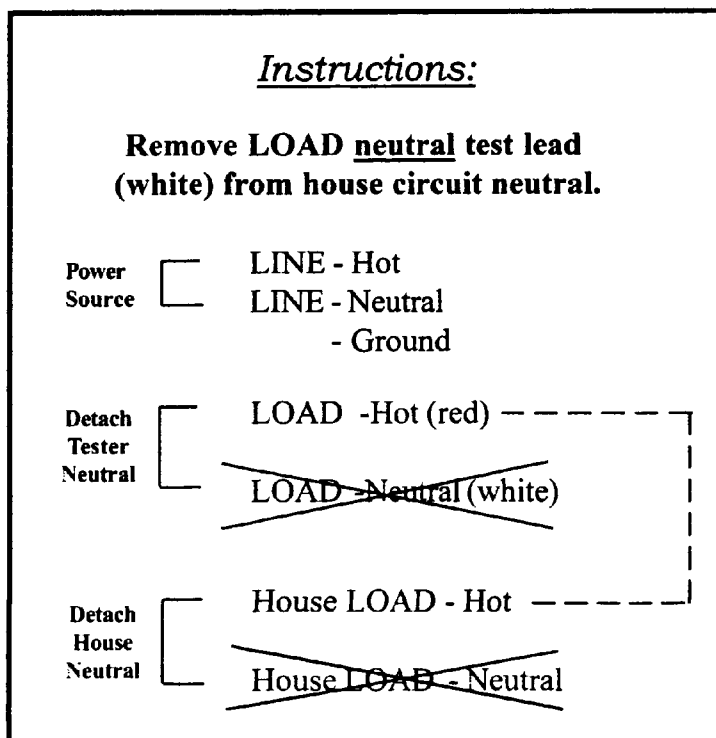 Instructions:
Remove LOAD neutral test lead
(white) from house circuit neutral.
Power
Source
LINE - Hot
LINE - Neutral
- Ground
Detach
Tester
Neutral
LOAD -Hot (red)
LOAD -Neutral (white)
Detach
House
Neutral
House LOAD - Hot
House LOAD - Neutral